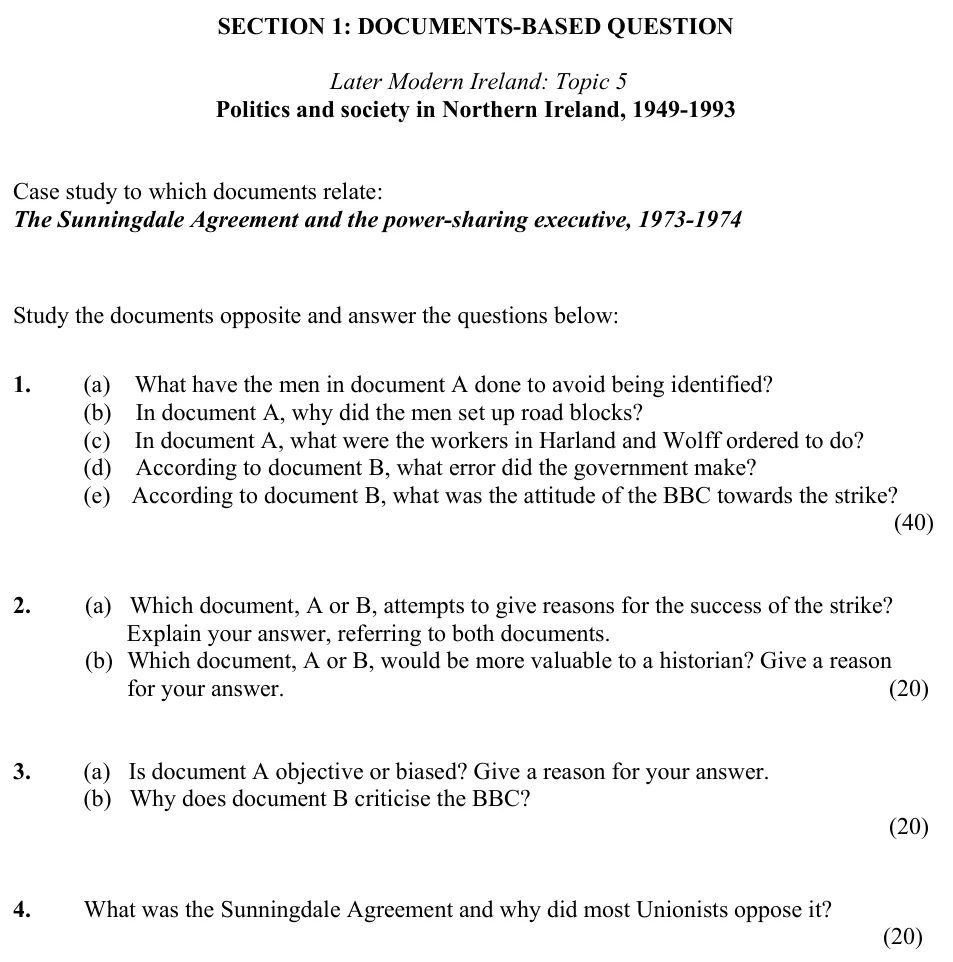 SECTION 1: DOCUMENTS-BASED QUESTION
Later Modern Ireland: Topic 5
Politics and society in Northern Ireland, 1949-1993
Case study to which documents relate:
The Sunningdale Agreement and the power-sharing executive, 1973-1974
Study the documents opposite and answer the questions below:
1. (a) What have the men in document A done to avoid being identified?
(b) In document A, why did the men set up road blocks?
(c) In document A, what were the workers in Harland and Wolff ordered to do?
(d) According to document B, what error did the government make?
(e) According to document B, what was the attitude of the BBC towards the strike?
(40)
2. (a) Which document, A or B, attempts to give reasons for the success of the strike?
Explain your answer, referring to both documents.
(b) Which document, A or B, would be more valuable to a historian? Give a reason
for your answer. (20)
3. (a) Is document A objective or biased? Give a reason for your answer.
(b) Why does document B criticise the BBC?
(20)
4. What was the Sunningdale Agreement and why did most Unionists oppose it?
(20)